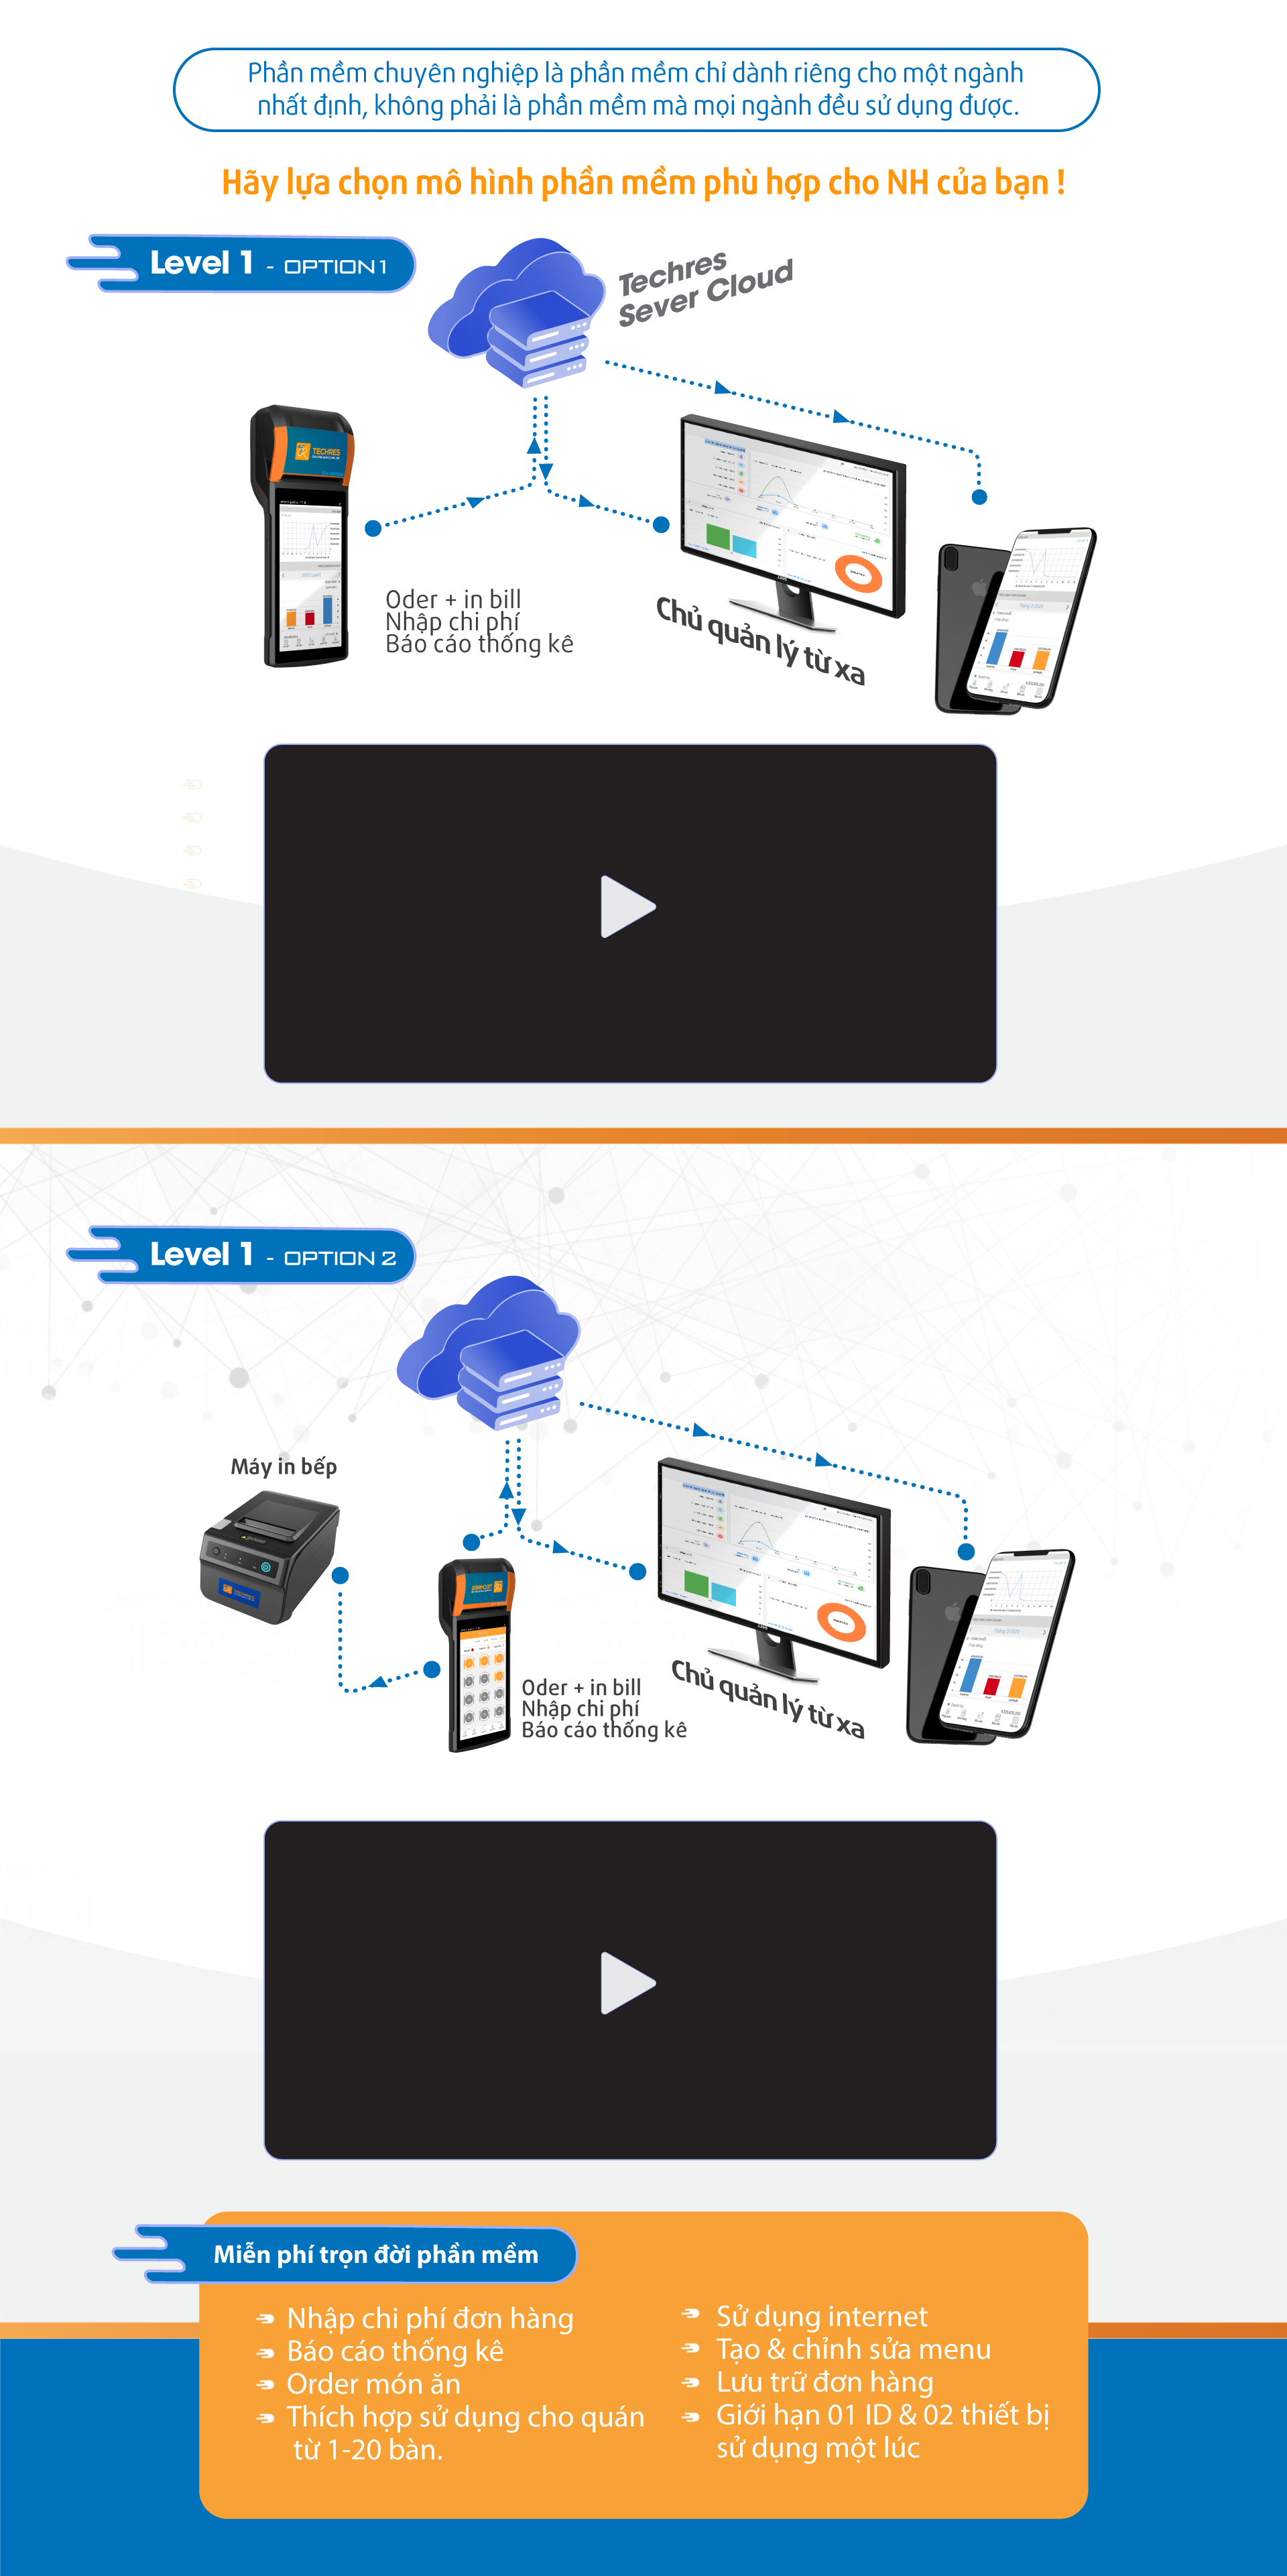 Phần mềm chuyên nghiệp là phần mềm chỉ dành riêng cho một ngành
nhất định, không phải là phần mềm mà mọi ngành đều sử dụng được.
Hãy lựa chọn mô hình phần mềm phù hợp cho NH của bạn !
Level 1 - OPTION 1
Techres
Sever Cloud
TECHRES
Oder + in bill
Nhập chi phí
Báo cáo thống kê
Chủ quản lý từ xa
Level 1 - OPTION 2
Máy in bếp
Oder + in bill
Nhập chi phí
Báo cáo thống kê
Chủ quản lý từ xa
Miễn phí trọn đời phần mềm
Nhập chi phí đơn hàng
Báo cáo thống kê
Order món ăn
Thích hợp sử dụng cho quán
từ 1-20 bàn.
Sử dụng internet
Tạo & chỉnh sửa menu
Lưu trữ đơn hàng
Giới hạn 01 ID & 02 thiết bị
sử dụng một lúc